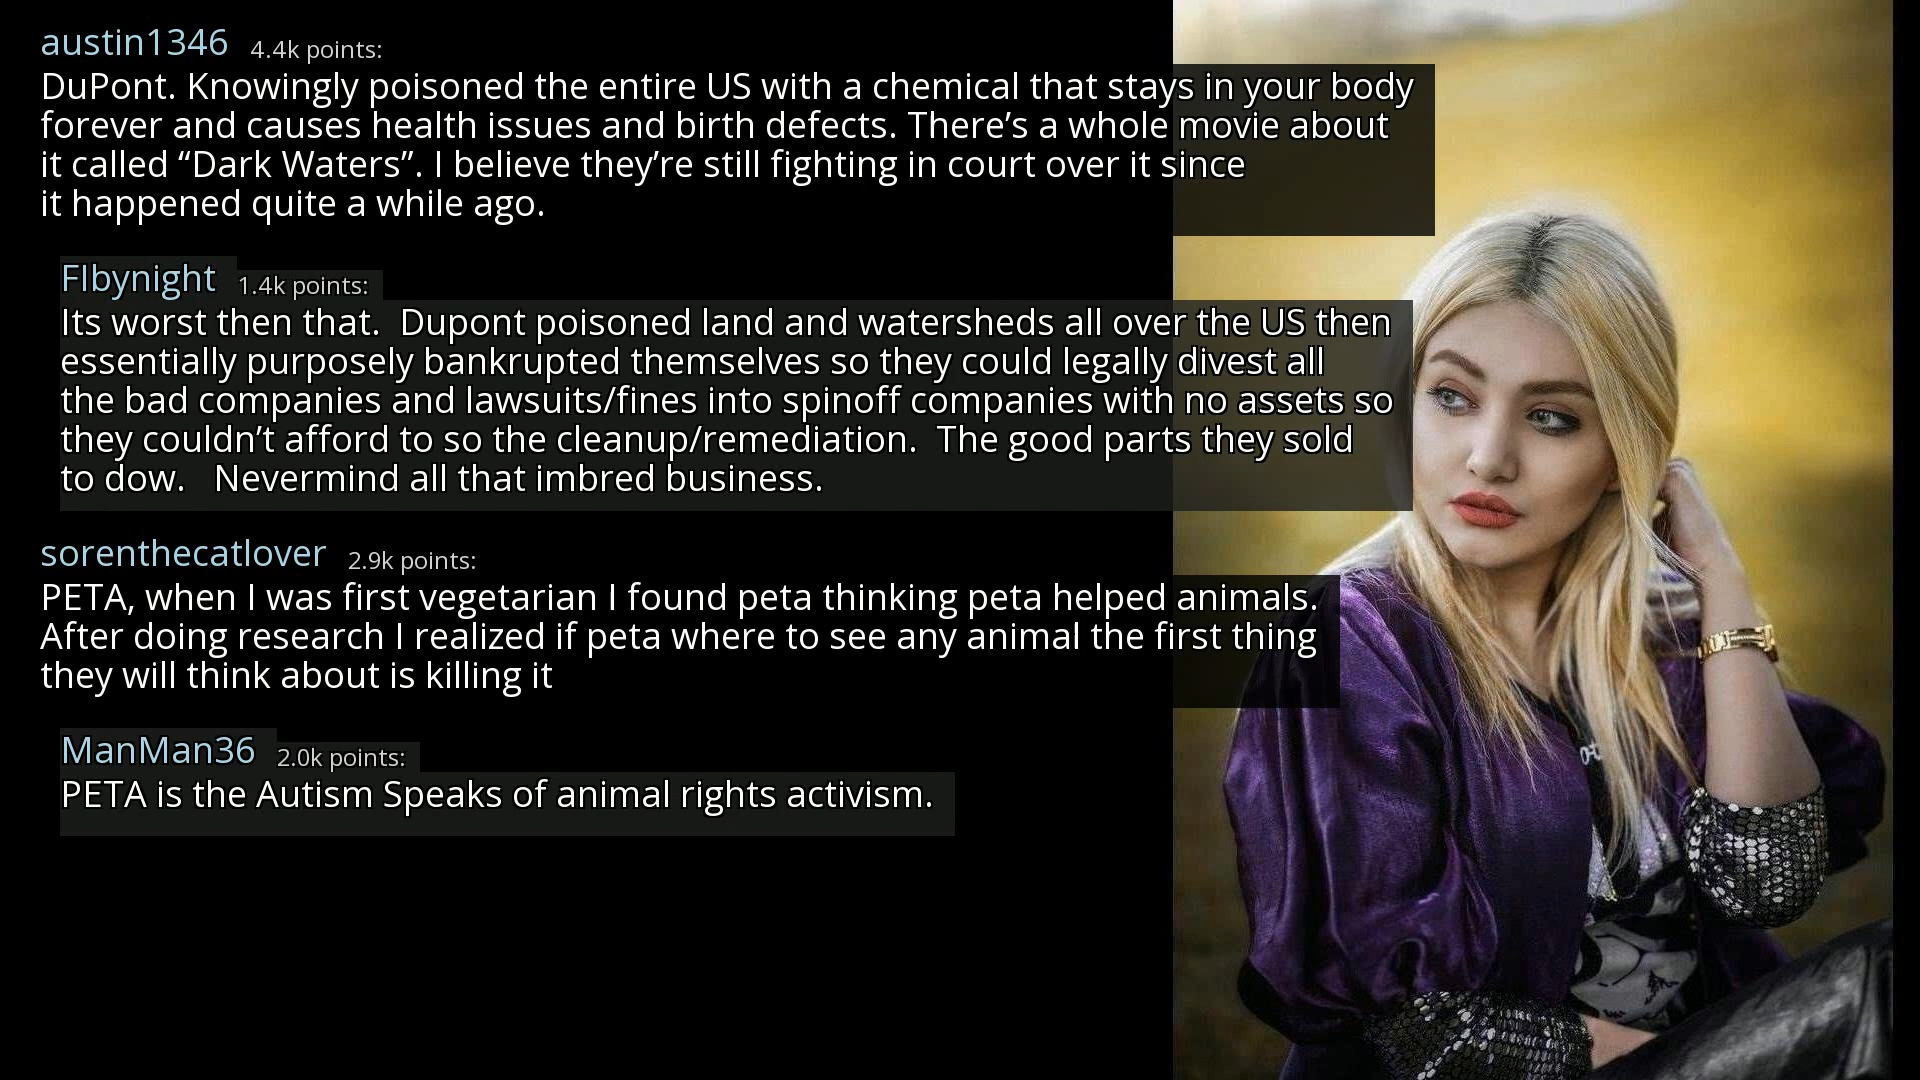 austin1346 4.4k points:
DuPont. Knowingly poisoned the entire US with a chemical that stays in your body
forever and causes health issues and birth defects. There’s a whole movie about
it called “Dark Waters”. I believe they’re still fighting in court over it since
it happened quite a while ago.
FIbynight 1.4k points:
Its worst then that.  Dupont poisoned land and watersheds all over the US then
essentially purposely bankrupted themselves so they could legally divest all
the bad companies and lawsuits/fines into spinoff companies with no assets so
they couldn’t afford to so the cleanup/remediation.  The good parts they sold
to dow.   Nevermind all that imbred business.
sorenthecatlover 2.9k points:
PETA, when I was first vegetarian I found peta thinking peta helped animals.
After doing research I realized if peta where to see any animal the first thing
they will think about is killing it
ManMan36 2.0k points:
PETA is the Autism Speaks of animal rights activism.